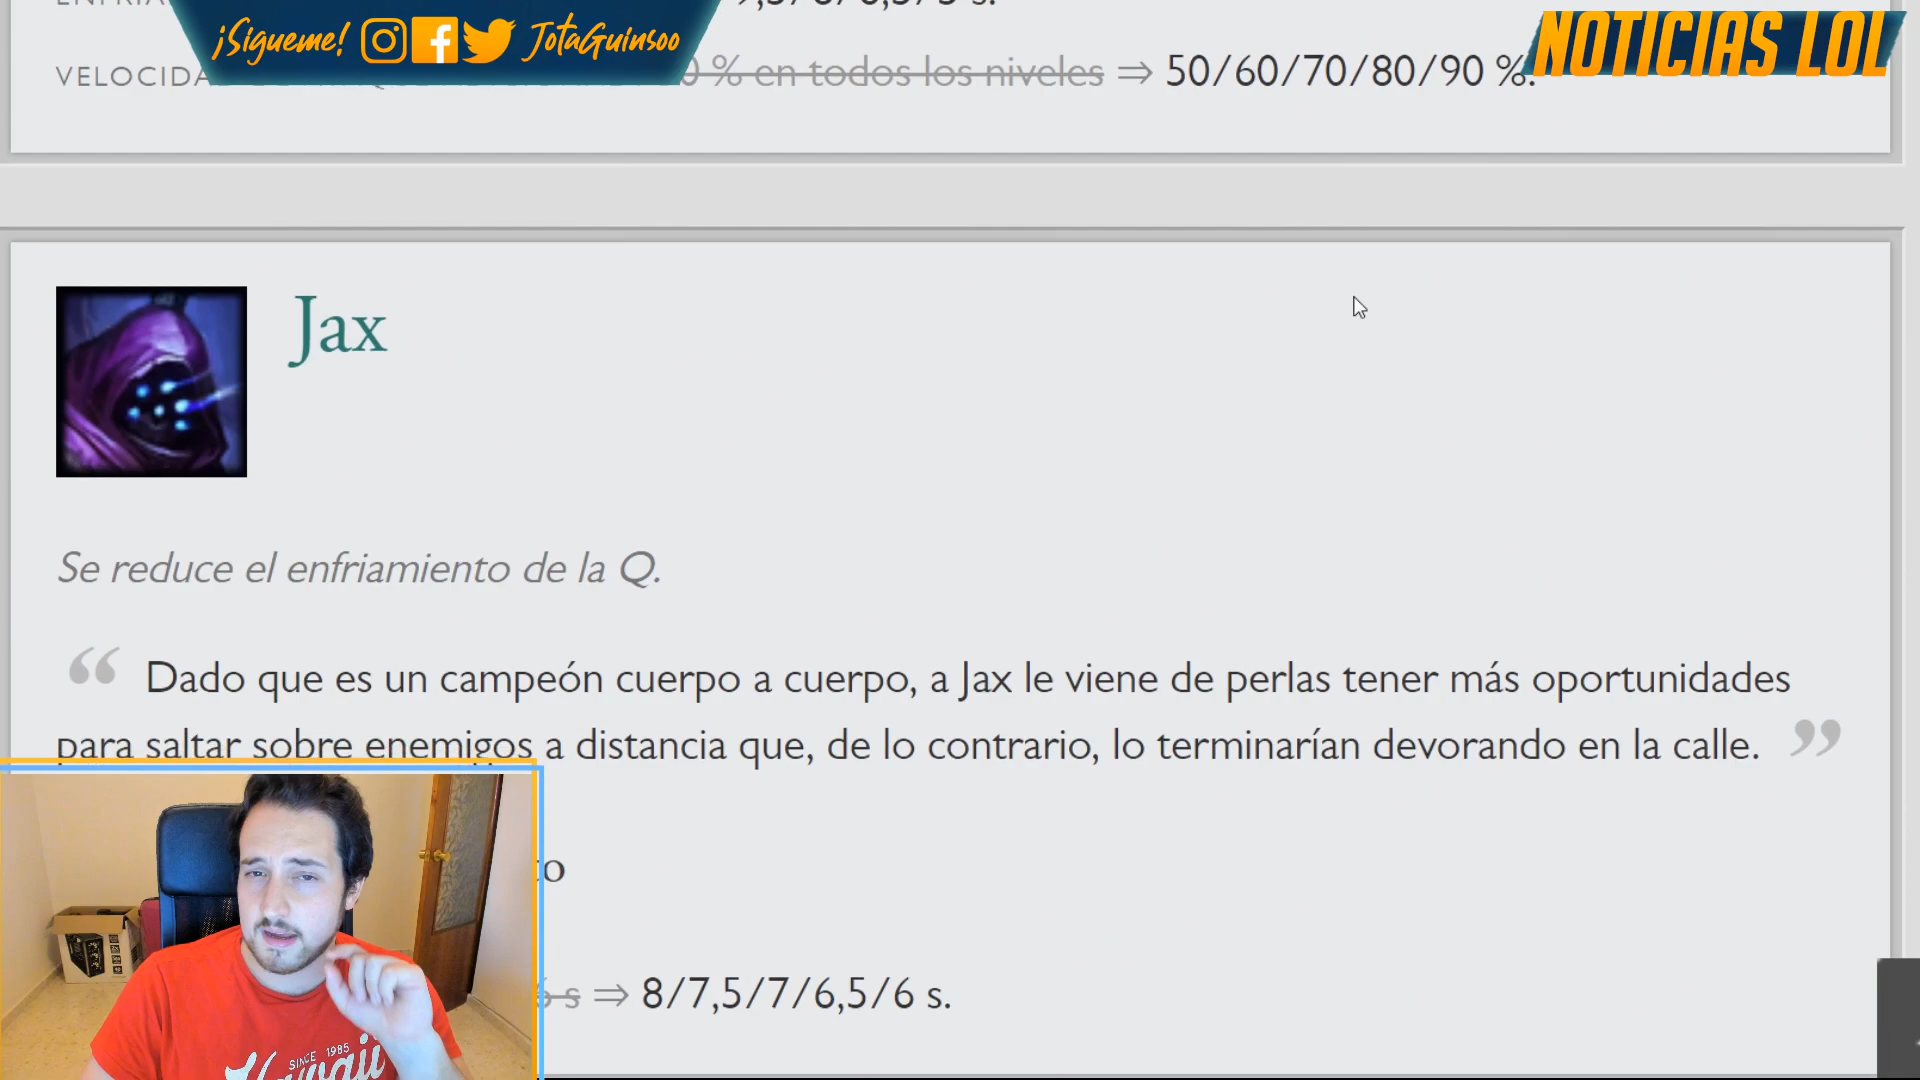 ¡Sígueme! JotaGuinsoo
NOTICIAS LOL
VELOCIDA
0 % en todos los niveles ⇒ 50/60/70/80/90 %.
Jax
Se reduce el enfriamiento de la Q.
“ Dado que es un campeón cuerpo a cuerpo, a Jax le viene de perlas tener más oportunidades
para saltar sobre enemigos a distancia que, de lo contrario, lo terminarían devorando en la calle. ”
to
6 s ⇒ 8/7,5/7/6,5/6 s.
SINCE 1985
Hawaii